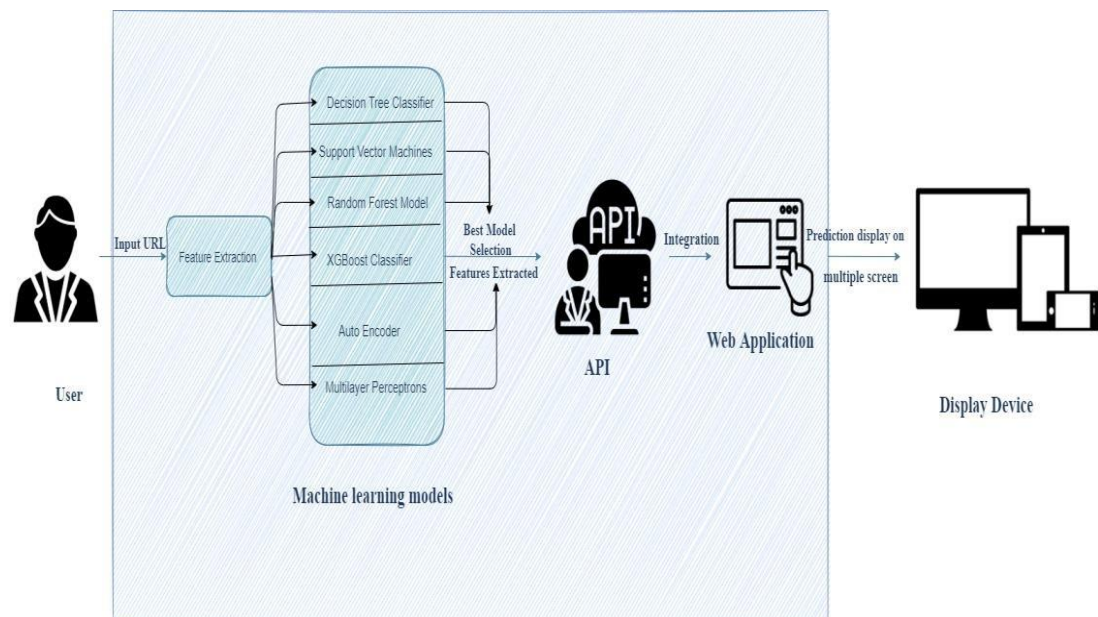 User
Input URL
Feature Extraction
Decision Tree Classifier
Support Vector Machines
Random Forest Model
XGBoost Classifier
Auto Encoder
Multilayer Perceptrons
Machine learning models
Best Model
Selection
Features Extracted
API
API
Integration
Web Application
Prediction display on
multiple screen
Display Device